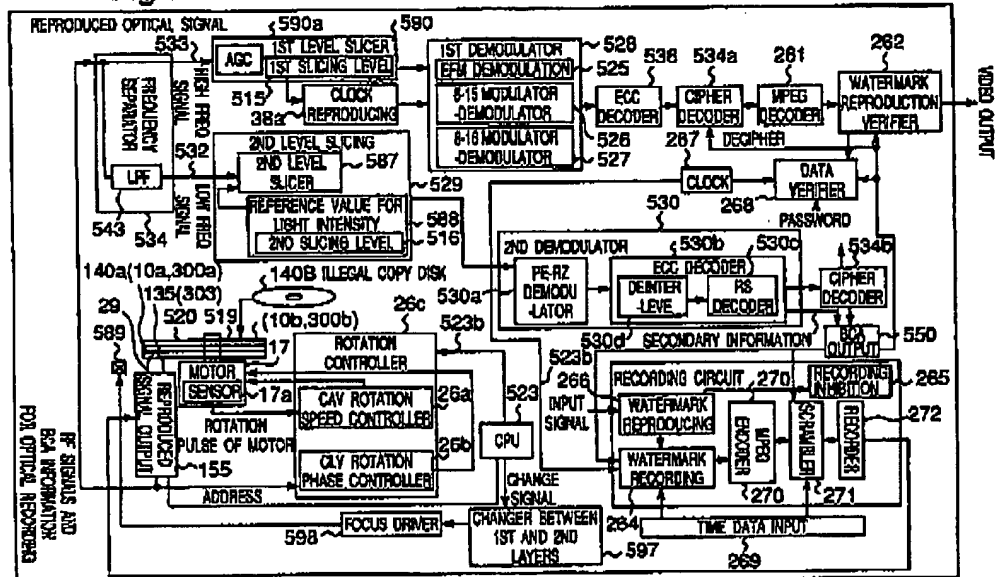 REPRODUCED OPTICAL SIGNAL
590a
590
533
HIGH FREQ SIGNAL
AGC
1ST LEVEL SLICER
1ST SLICING LEVEL
515
38a
CLOCK REPRODUCING
FREQUENCY SEPARATOR
LPF
543
534
532
LOW FREQ SIGNAL
2ND LEVEL SLICING
2ND LEVEL SLICER
587
529
REFERENCE VALUE FOR LIGHT INTENSITY
588
2ND SLICING LEVEL
516
1ST DEMODULATOR
528
EFM DEMODULATION
525
8-15 MODULATOR
-DEMODULATOR
526
8-16 MODULATOR
-DEMODULATOR
527
536
ECC DECODER
534a
CIPHER DECODER
261
MPEG DECODER
262
WATERMARK REPRODUCTION VERIFIER
VIDEO OUTPUT
DECIPHER
267
CLOCK
268
DATA VERIFIER
PASSWORD
530
2ND DEMODULATOR
530a
PE-RZ DEMODU-LATOR
530b
ECC DECODER
530c
DEINTER-LEVE
530d
RS DECODER
534b
CIPHER DECODER
SECONDARY INFORMATION
BCA OUTPUT
550
140a(10a,300a)
135(303)
140B ILLEGAL COPY DISK
29
520
519
(10b,300b)
589
17
MOTOR
SENSOR
17a
REPRODUCED SIGNAL OUTPUT
155
ROTATION PULSE OF MOTOR
ADDRESS
26c
ROTATION CONTROLLER
523b
CAV ROTATION SPEED CONTROLLER
26a
CLV ROTATION PHASE CONTROLLER
26b
523
CPU
CHANGE SIGNAL
CHANGER BETWEEN 1ST AND 2ND LAYERS
597
FOCUS DRIVER
598
523b
266
INPUT SIGNAL
RECORDING CIRCUIT
WATERMARK REPRODUCING
WATERMARK RECORDING
264
270
MPEG ENCODER
270
SCRAMBLER
271
RECODER
272
RECORDING INHIBITION
265
TIME DATA INPUT
269
RF SIGNUS AND
BCA INFORMATION
FOR OPTICAL RECORDING